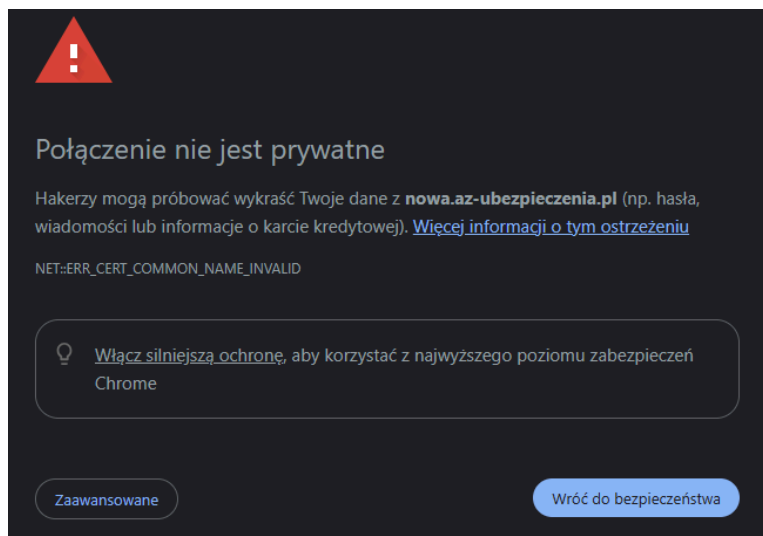 Połączenie nie jest prywatne
Hakerzy mogą próbować wykraść Twoje dane z nowa.az-ubezpieczenia.pl (np. hasła,
wiadomości lub informacje o karcie kredytowej). Więcej informacji o tym ostrzeżeniu
NET::ERR_CERT_COMMON_NAME_INVALID
Włącz silniejszą ochronę, aby korzystać z najwyższego poziomu zabezpieczeń
Chrome
Zaawansowane
Wróć do bezpieczeństwa